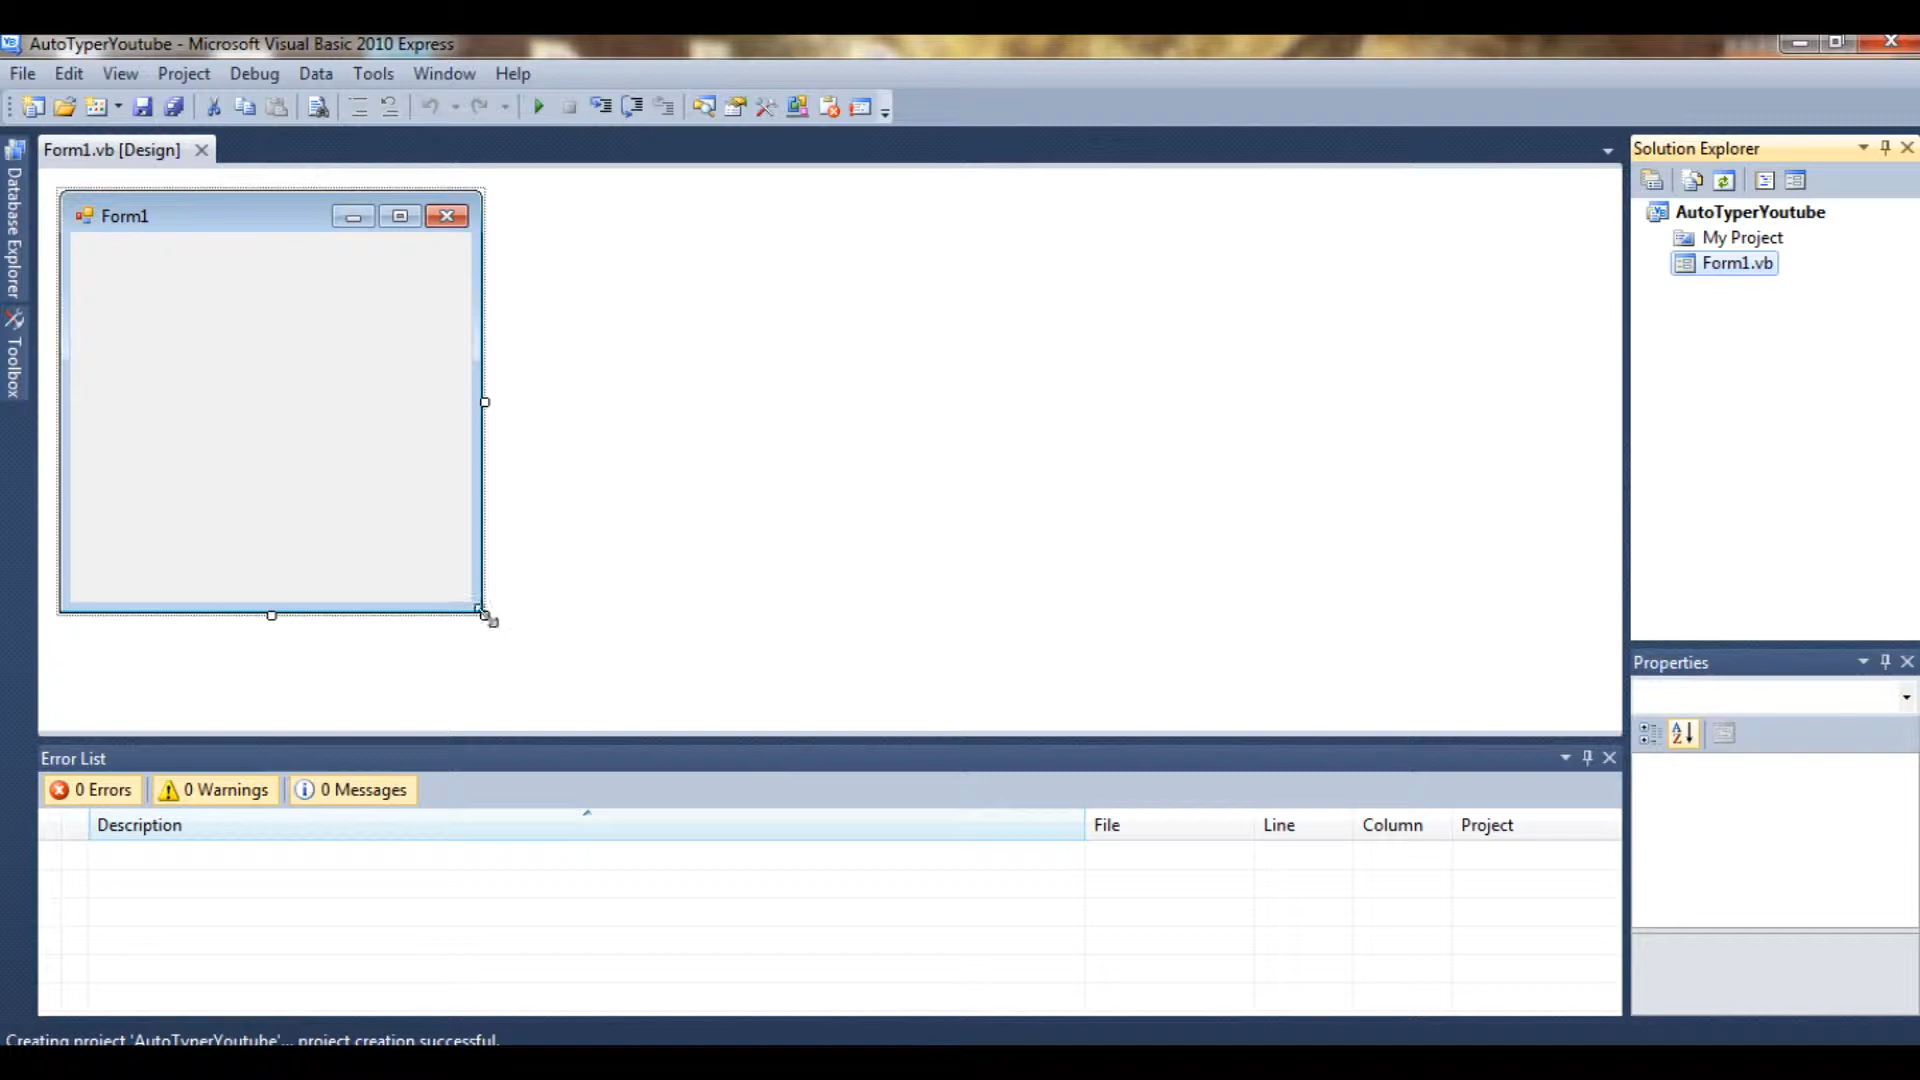 AutoTyperYoutube - Microsoft Visual Basic 2010 Express
File Edit View Project Debug Data Tools Window Help
Form1.vb [Design]
Database Explorer
Toolbox
Form1
Solution Explorer
AutoTyperYoutube
My Project
Form1.vb
Properties
Error List
0 Errors 0 Warnings 0 Messages
Description File Line Column Project
Creating project 'AutoTyperYoutube'... project creation successful.